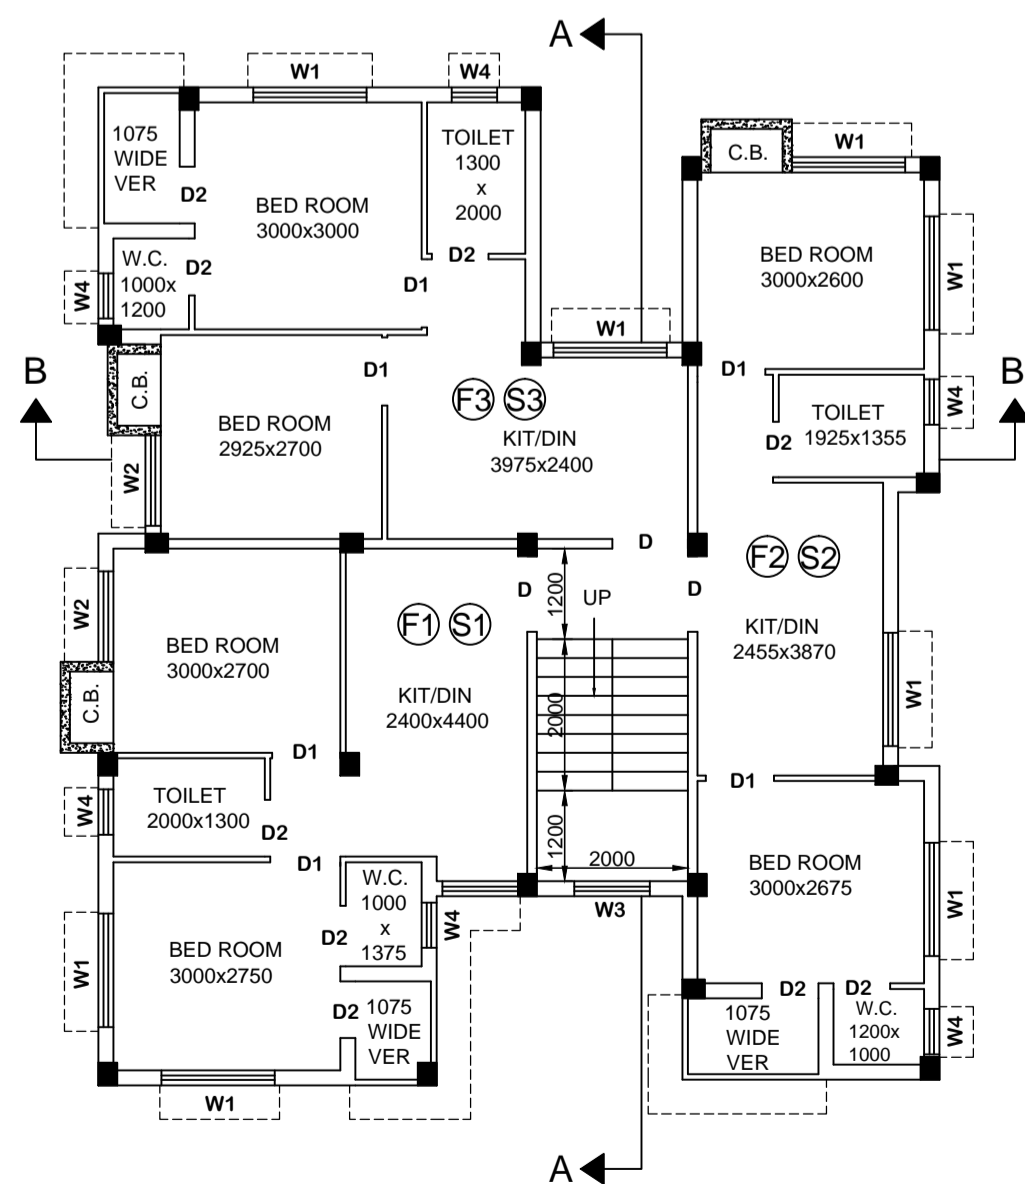 A
W1
W4
1075
WIDE
VER
TOILET
1300
x
2000
C.B.
W1
D2
BED ROOM
3000x3000
D2
BED ROOM
3000x2600
W1
W.C.
1000x
1200
D2
D1
W4
W1
B
C.B.
D1
F3 S3
D1
W4
B
BED ROOM
2925x2700
KIT/DIN
3975x2400
TOILET
1925x1355
D2
W2
D
F2 S2
W2
D
1200
UP
D
F1 S1
BED ROOM
3000x2700
KIT/DIN
2455x3870
C.B.
KIT/DIN
2400x4400
2000
W1
D1
TOILET
2000x1300
W4
D2
D1
1200
D1
2000
BED ROOM
3000x2675
W1
W.C.
1000
x
1375
W4
W3
BED ROOM
3000x2750
D2
W1
D2
D2
D2
1075
WIDE
VER
1075
WIDE
VER
W.C.
1200x
1000
W4
W1
A